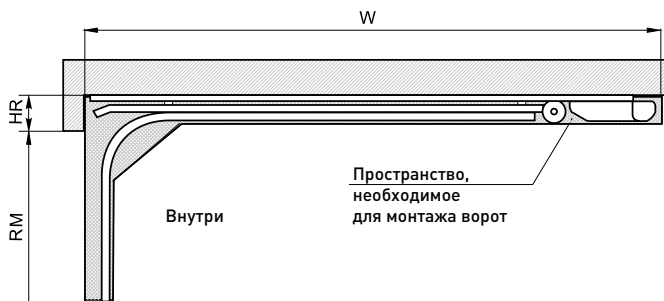 W
HR
RM
Внутри
Пространство,
необходимое
для монтажа ворот